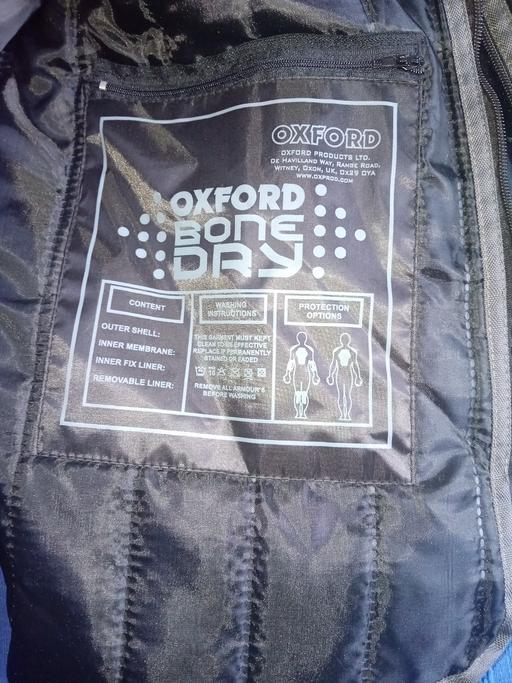 OXFORD
OXFORD PRODUCTS LTD.
DE HAVILLAND WAY, RANGE ROAD,
WITNEY, OXON, UK, OX29 OYA
WWW.OXPROD.COM
OXFORD
BONE
DRY
CONTENT
OUTER SHELL:
INNER MEMBRANE:
INNER FIX LINER:
REMOVABLE LINER:
WASHING
INSTRUCTIONS
THIS GARMENT MUST KEPT
CLEAN TO BE EFFECTIVE
REPLACE IF PERMANENTLY
STAINED OR FADED
REMOVE ALL ARMOUR'S
BEFORE WASHING
PROTECTION
OPTIONS